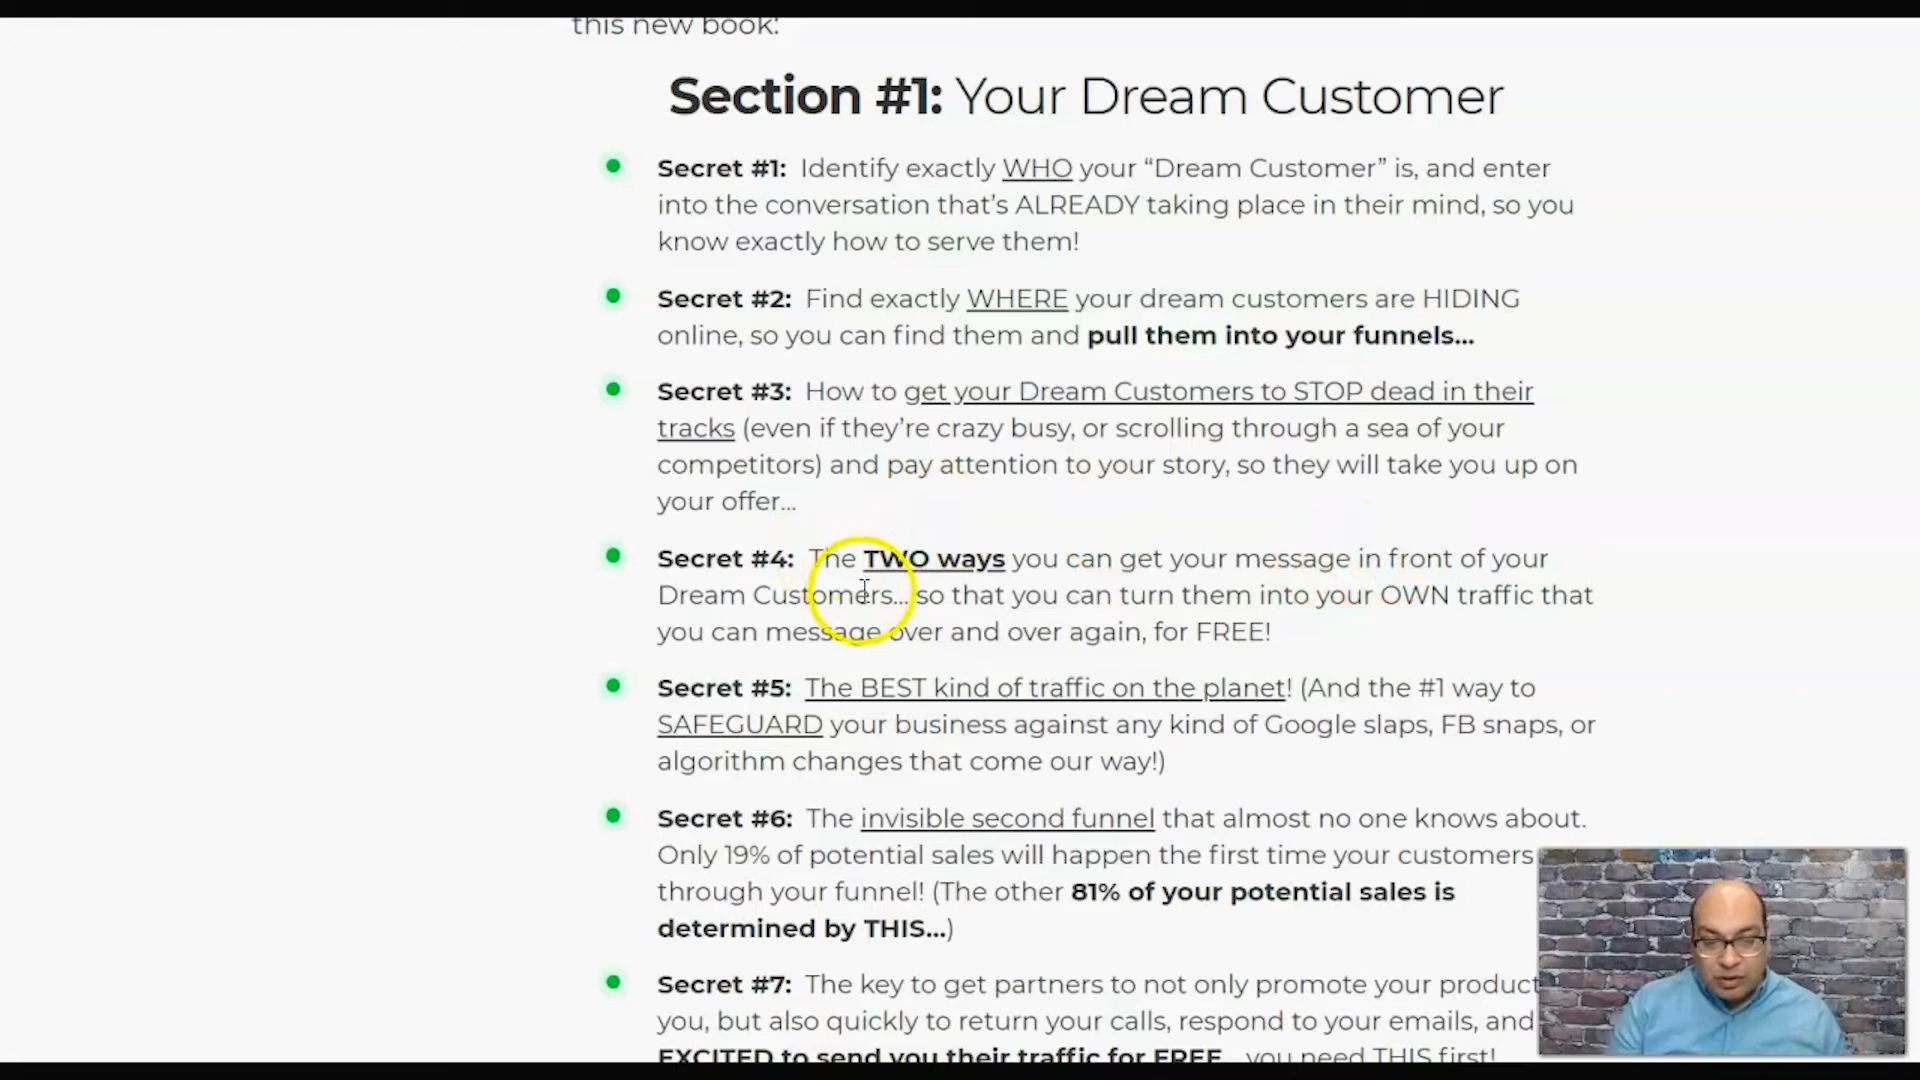 this new book:
Section #1: Your Dream Customer
Secret #1: Identify exactly WHO your “Dream Customer” is, and enter
into the conversation that’s ALREADY taking place in their mind, so you
know exactly how to serve them!
Secret #2: Find exactly WHERE your dream customers are HIDING
online, so you can find them and pull them into your funnels...
Secret #3: How to get your Dream Customers to STOP dead in their
tracks (even if they’re crazy busy, or scrolling through a sea of your
competitors) and pay attention to your story, so they will take you up on
your offer...
Secret #4: The TWO ways you can get your message in front of your
Dream Customers... so that you can turn them into your OWN traffic that
you can message over and over again, for FREE!
Secret #5: The BEST kind of traffic on the planet! (And the #1 way to
SAFEGUARD your business against any kind of Google slaps, FB snaps, or
algorithm changes that come our way!)
Secret #6: The invisible second funnel that almost no one knows about.
Only 19% of potential sales will happen the first time your customers
through your funnel! (The other 81% of your potential sales is
determined by THIS...)
Secret #7: The key to get partners to not only promote your product
you, but also quickly to return your calls, respond to your emails, and
EXCITED to send you their traffic for FREE... you need THIS first!